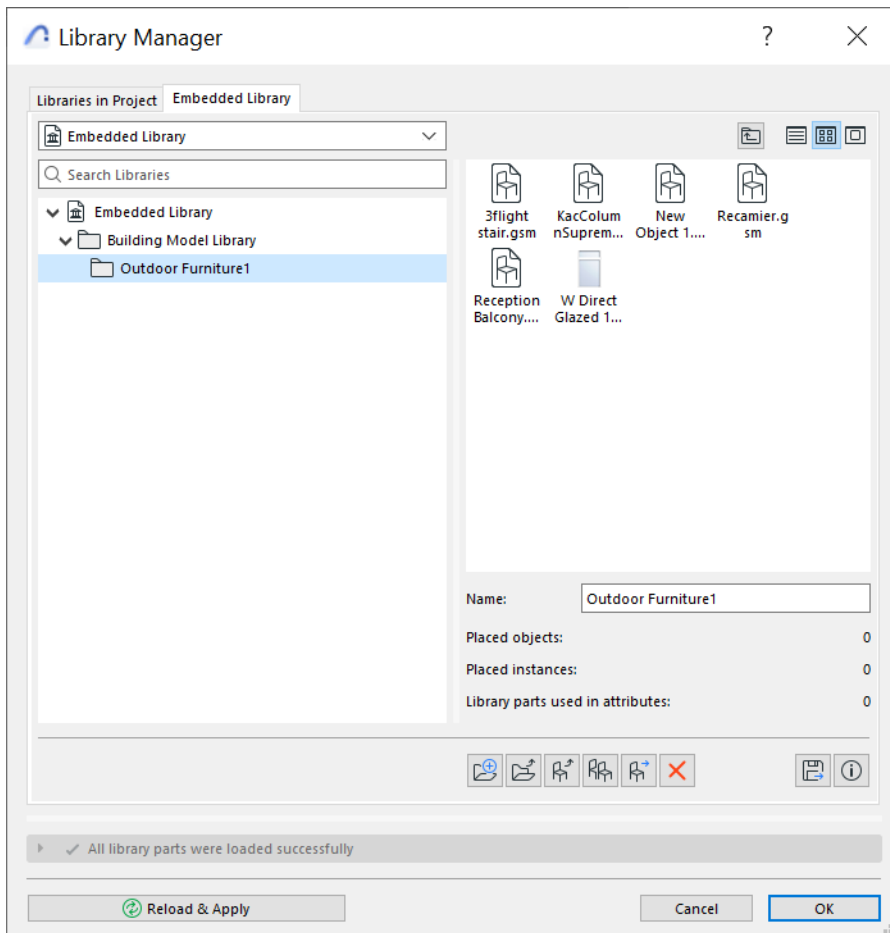 Library Manager
?
Libraries in Project
Embedded Library
Embedded Library
Search Libraries
Embedded Library
Building Model Library
Outdoor Furniture1
3flight
stair.gsm
KacColum
nSuprem...
New
Object 1....
Recamier.g
sm
Reception
Balcony....
W Direct
Glazed 1...
Name:
Outdoor Furniture1
Placed objects: 0
Placed instances: 0
Library parts used in attributes: 0
All library parts were loaded successfully
Reload & Apply
Cancel
OK